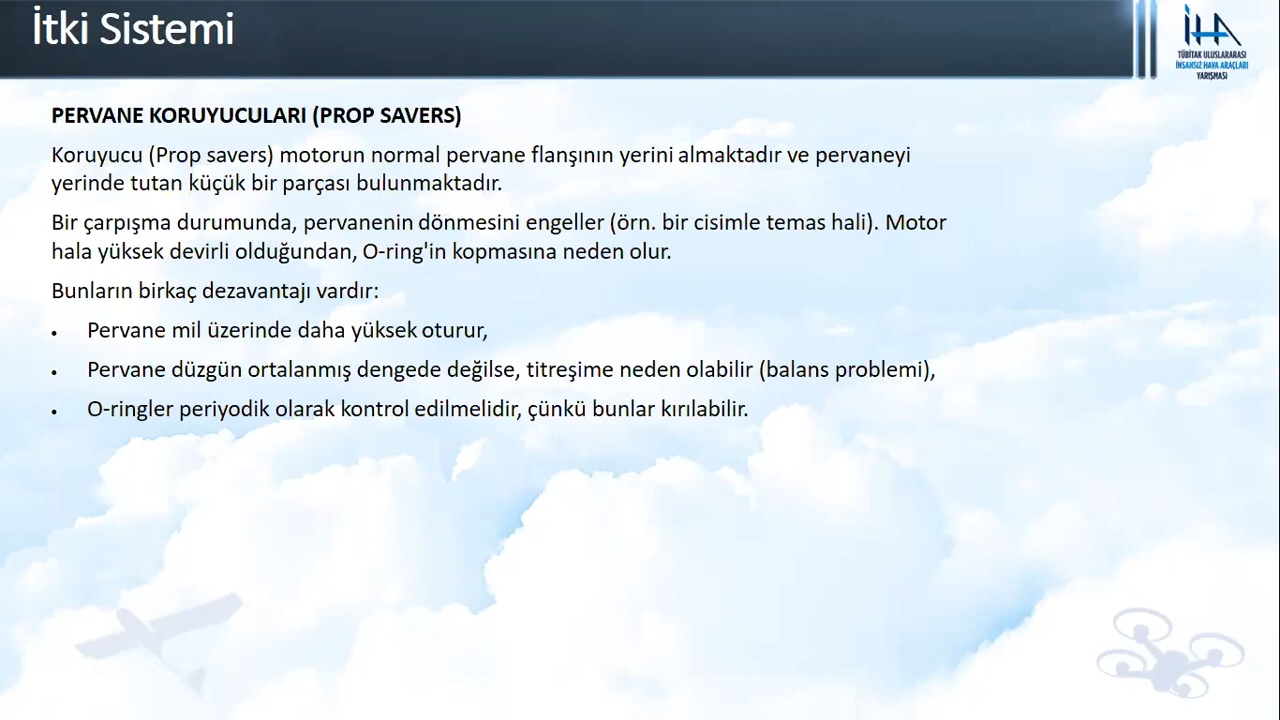 İtki Sistemi
İHA
TÜBİTAK ULUSLARARASI
İNSANSIZ HAVA ARAÇLARI
YARIŞMASI
PERVANE KORUYUCULARI (PROP SAVERS)
Koruyucu (Prop savers) motorun normal pervane flanşının yerini almaktadır ve pervaneyi
yerinde tutan küçük bir parçası bulunmaktadır.
Bir çarpışma durumunda, pervanenin dönmesini engeller (örn. bir cisimle temas hali). Motor
hala yüksek devirli olduğundan, O-ring'in kopmasına neden olur.
Bunların birkaç dezavantajı vardır:
• Pervane mil üzerinde daha yüksek oturur,
• Pervane düzgün ortalanmış dengede değilse, titreşime neden olabilir (balans problemi),
• O-ringler periyodik olarak kontrol edilmelidir, çünkü bunlar kırılabilir.